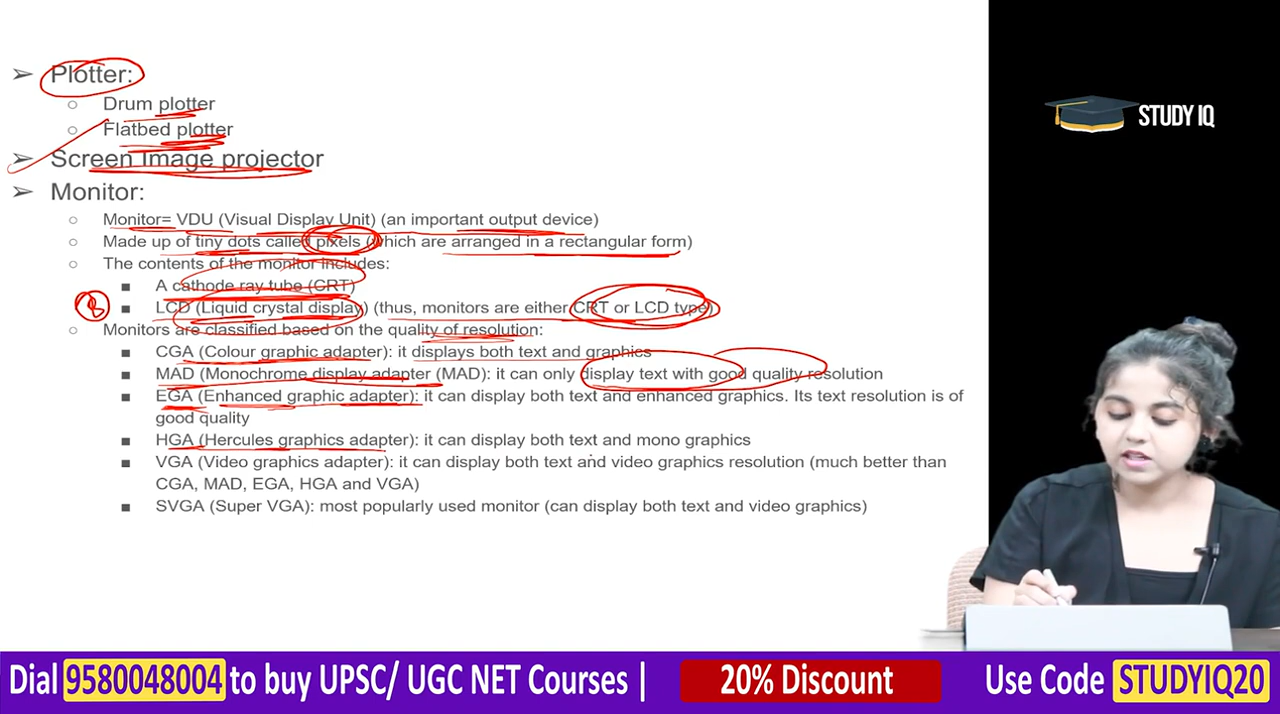 ➢ Plotter:
○ Drum plotter
○ Flatbed plotter
➢ Screen Image projector
➢ Monitor:
○ Monitor= VDU (Visual Display Unit) (an important output device)
○ Made up of tiny dots called pixels (which are arranged in a rectangular form)
○ The contents of the monitor includes:
■ A cathode ray tube (CRT)
■ LCD (Liquid crystal display) (thus, monitors are either CRT or LCD type)
○ Monitors are classified based on the quality of resolution:
■ CGA (Colour graphic adapter): it displays both text and graphics
■ MAD (Monochrome display adapter (MAD): it can only display text with good quality resolution
■ EGA (Enhanced graphic adapter): it can display both text and enhanced graphics. Its text resolution is of
good quality
■ HGA (Hercules graphics adapter): it can display both text and mono graphics
■ VGA (Video graphics adapter): it can display both text and video graphics resolution (much better than
CGA, MAD, EGA, HGA and VGA)
■ SVGA (Super VGA): most popularly used monitor (can display both text and video graphics)
STUDY IQ
Dial 9580048004 to buy UPSC/ UGC NET Courses | 20% Discount Use Code STUDYIQ20